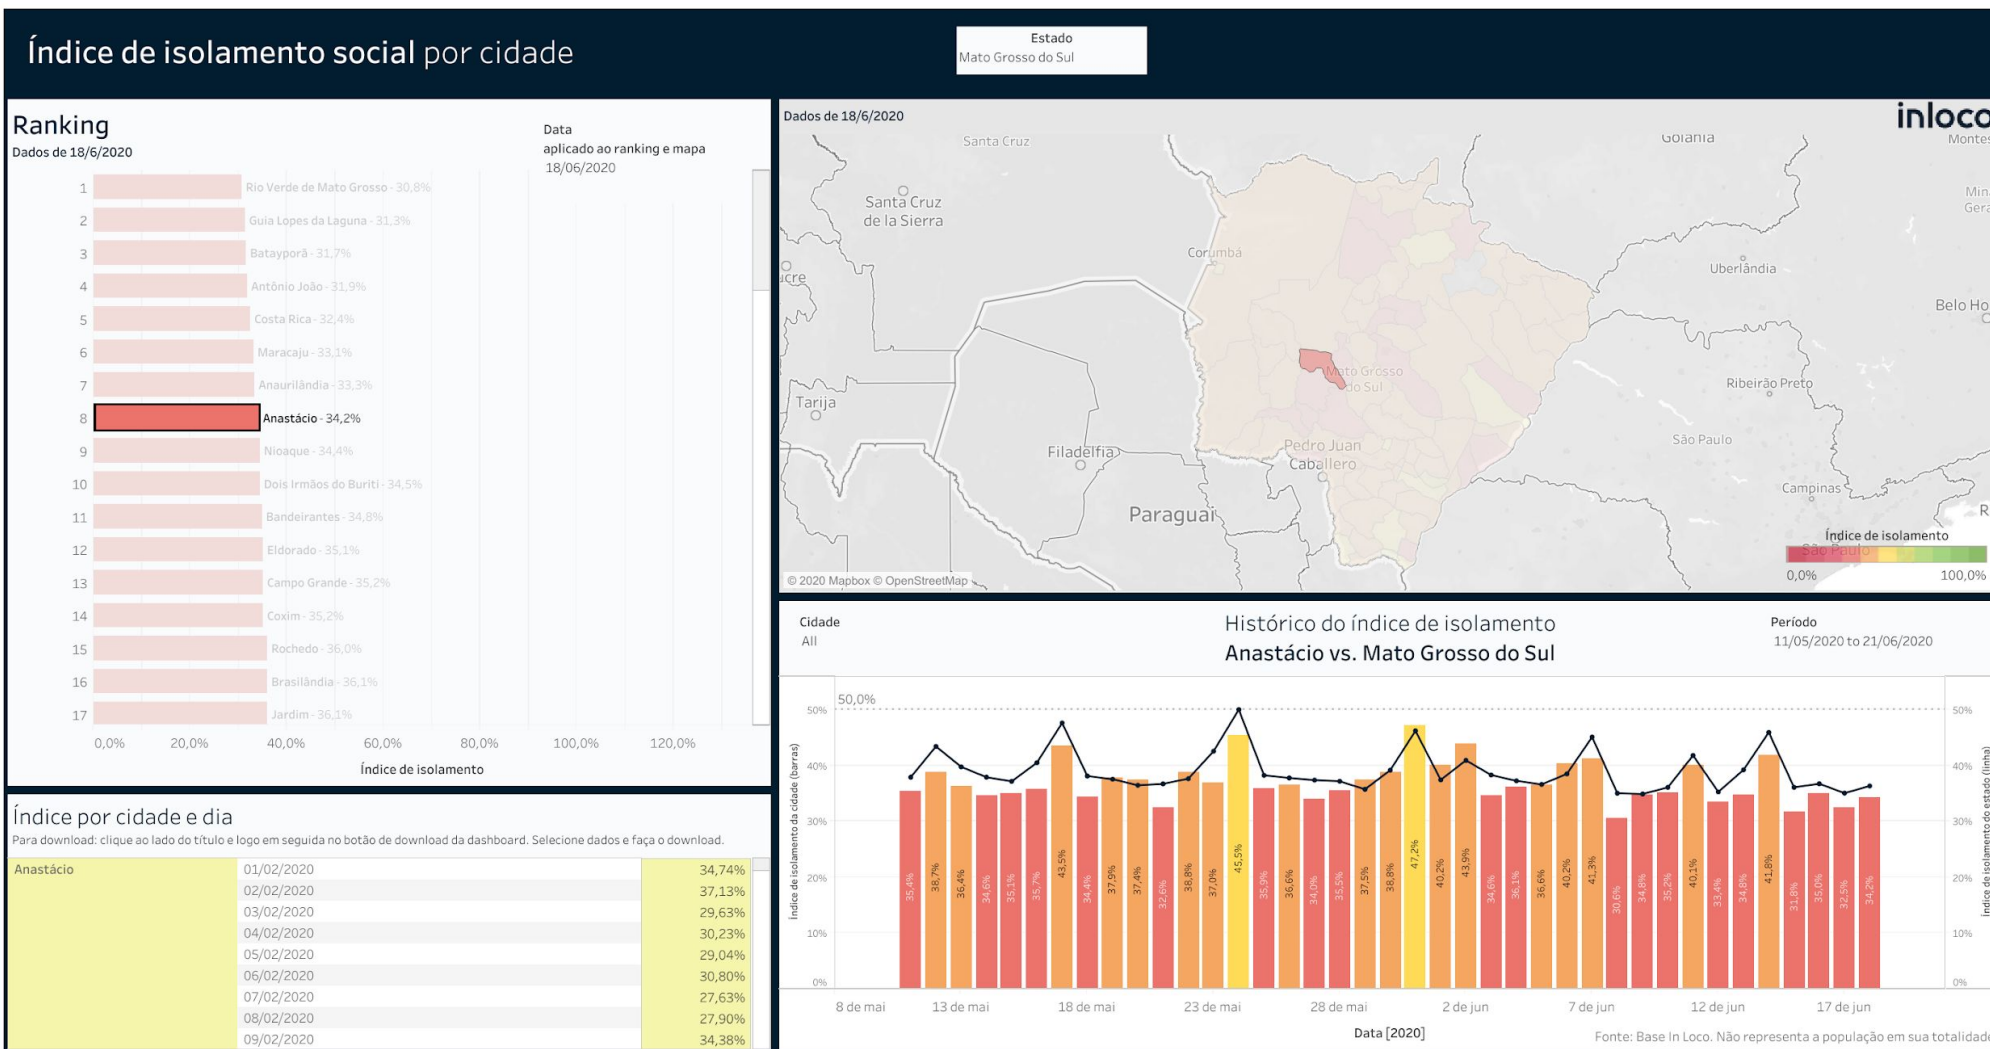 Índice de isolamento social por cidade
Estado
Mato Grosso do Sul
Ranking
Dados de 18/6/2020
Data
aplicado ao ranking e mapa
18/06/2020
1 Rio Verde de Mato Grosso - 30,8%
2 Guia Lopes da Laguna - 31,3%
3 Batayporã - 31,7%
4 Antônio João - 31,9%
5 Costa Rica - 32,4%
6 Maracaju - 33,1%
7 Anaurilândia - 33,3%
8 Anastácio - 34,2%
9 Nioaque - 34,4%
10 Dois Irmãos do Buriti - 34,5%
11 Bandeirantes - 34,8%
12 Eldorado - 35,1%
13 Campo Grande - 35,2%
14 Coxim - 35,2%
15 Rochedo - 36,0%
16 Brasilândia - 36,1%
17 Jardim - 36,1%
0,0% 20,0% 40,0% 60,0% 80,0% 100,0% 120,0%
Índice de isolamento
Índice por cidade e dia
Para download: clique ao lado do título e logo em seguida no botão de download da dashboard. Selecione dados e faça o download.
Anastácio 01/02/2020 34,74%
02/02/2020 37,13%
03/02/2020 29,63%
04/02/2020 30,23%
05/02/2020 29,04%
06/02/2020 30,80%
07/02/2020 27,63%
08/02/2020 27,90%
09/02/2020 34,38%
Dados de 18/6/2020
inloco
Santa Cruz
Goiânia
Montes
Santa Cruz
de la Sierra
Min
Gera
Corumbá
Uberlândia
ucre
Belo Ho
Mato Grosso
do Sul
Ribeirão Preto
Tarija
São Paulo
Pedro Juan
Caballero
Filadelfia
Campinas
Paraguai
R
Índice de isolamento
São Paulo
0,0% 100,0%
© 2020 Mapbox © OpenStreetMap
Cidade
All
Histórico do índice de isolamento
Anastácio vs. Mato Grosso do Sul
Período
11/05/2020 to 21/06/2020
50,0%
50%
40%
30%
20%
10%
0%
Índice de isolamento da cidade (barras)
35,4% 38,7% 36,4% 34,6% 35,1% 35,7% 43,5% 34,4% 37,9% 37,4% 32,6% 38,8% 37,0% 45,5% 35,9% 36,6% 34,0% 35,5% 37,5% 38,8% 47,2% 40,2% 43,9% 34,6% 36,1% 36,6% 40,2% 41,3% 30,6% 34,8% 35,2% 40,1% 33,4% 34,8% 41,8% 31,8% 35,0% 32,5% 34,2%
50%
40%
30%
20%
10%
0%
Índice de isolamento do estado (linha)
8 de mai 13 de mai 18 de mai 23 de mai 28 de mai 2 de jun 7 de jun 12 de jun 17 de jun
Data [2020]
Fonte: Base In Loco. Não representa a população em sua totalidade